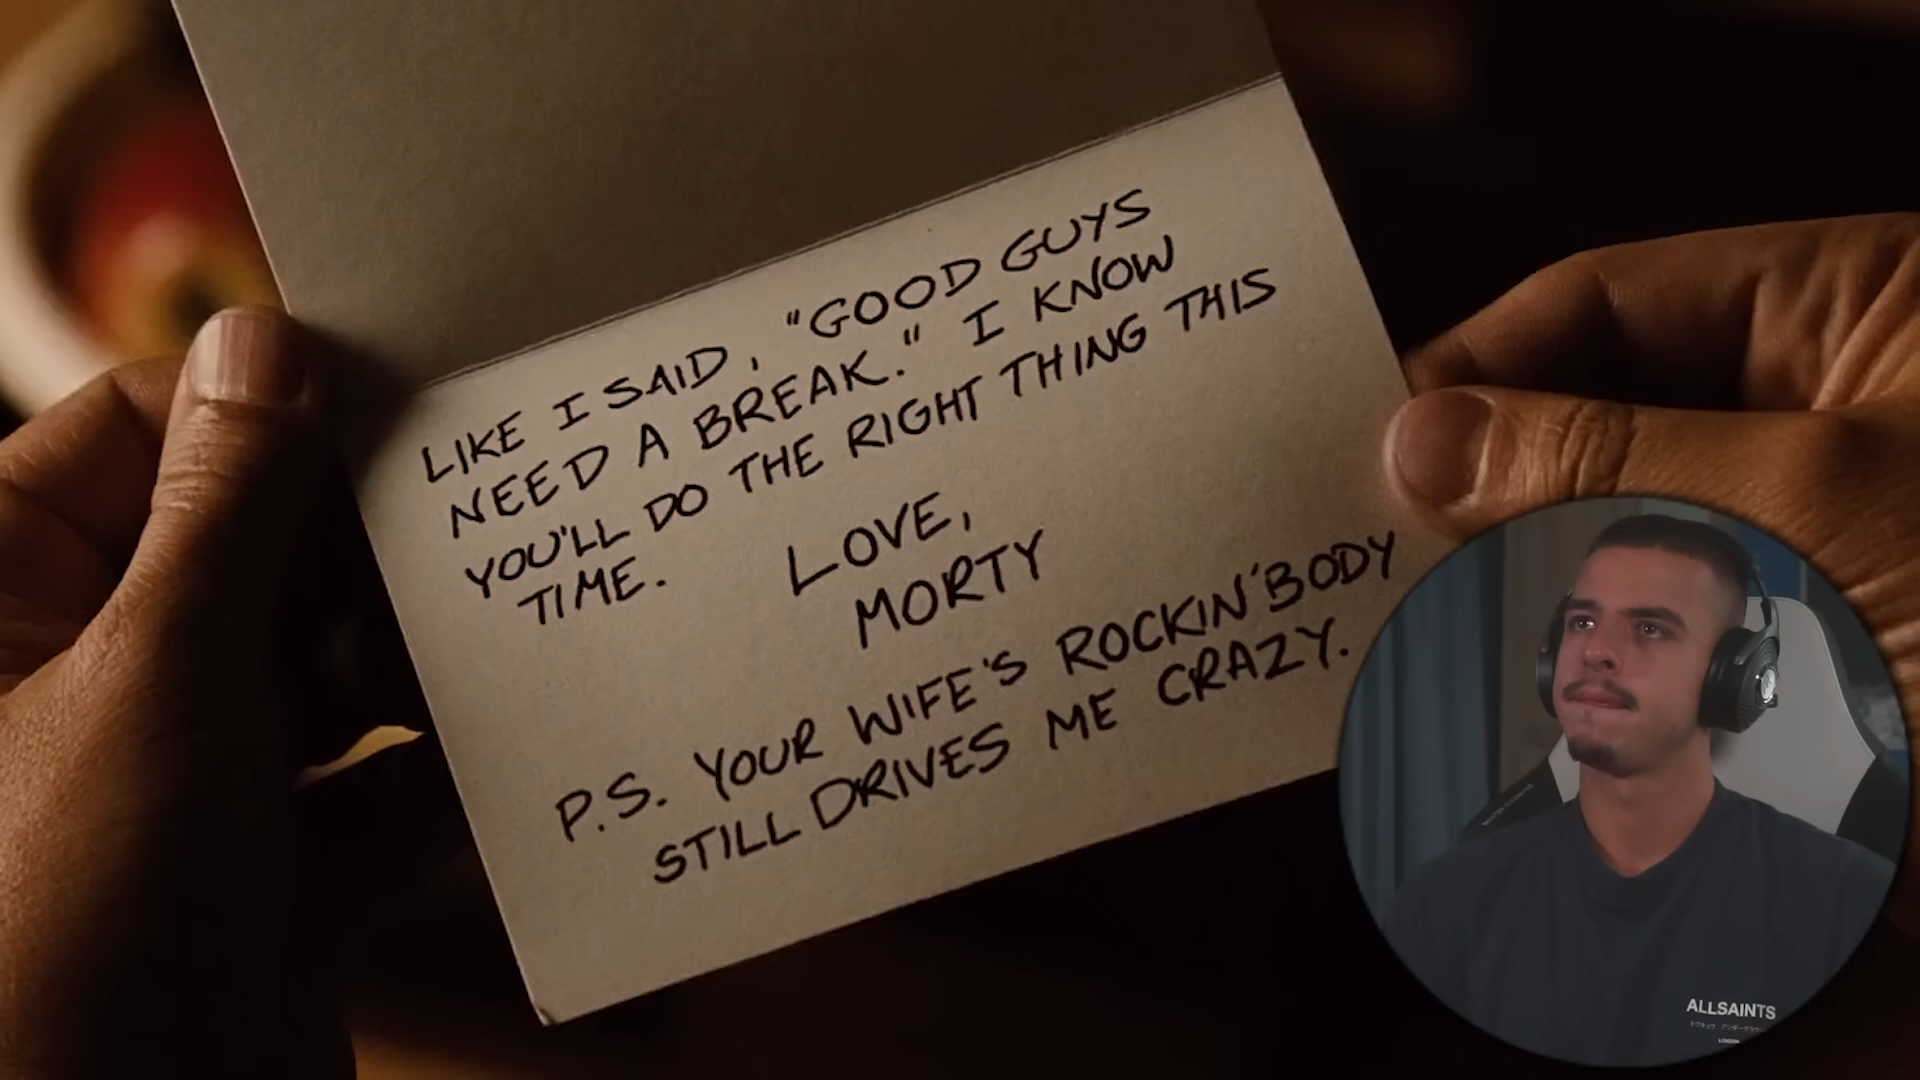 LIKE I SAID, "GOOD GUYS
NEED A BREAK." I KNOW
YOU'LL DO THE RIGHT THING THIS
TIME.
LOVE,
MORTY
P.S. YOUR WIFE'S ROCKIN' BODY
STILL DRIVES ME CRAZY.
ALLSAINTS
LONDON